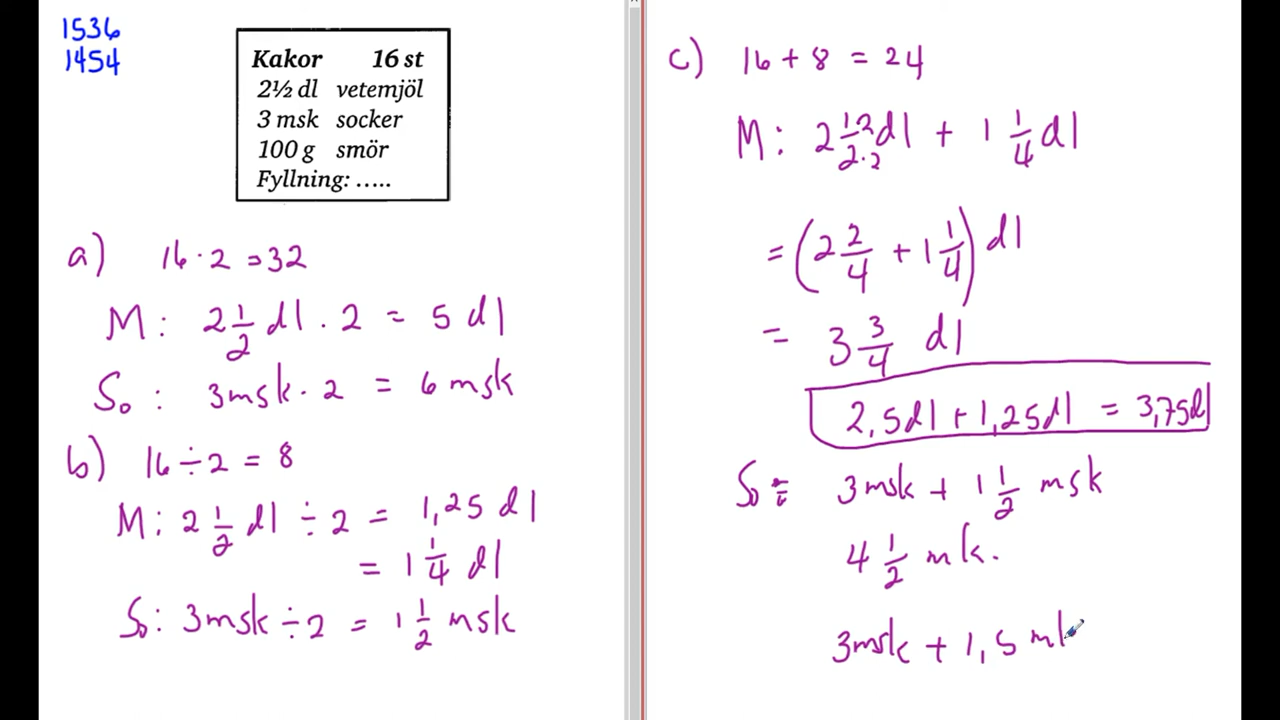 1536
1454
Kakor 16 st
2½ dl vetemjöl
3 msk socker
100 g smör
Fyllning: .....
a) 16 · 2 = 32
M: 2 1/2 dl · 2 = 5 dl
So: 3msk · 2 = 6 msk
b) 16 ÷ 2 = 8
M: 2 1/2 dl ÷ 2 = 1,25 dl
= 1 1/4 dl
So: 3msk ÷ 2 = 1 1/2 msk
c) 16 + 8 = 24
M: 2 1·2/2·2 dl + 1 1/4 dl
= (2 2/4 + 1 1/4) dl
= 3 3/4 dl
2,5dl + 1,25dl = 3,75dl
So = 3msk + 1 1/2 msk
4 1/2 mk.
3msk + 1,5 mk